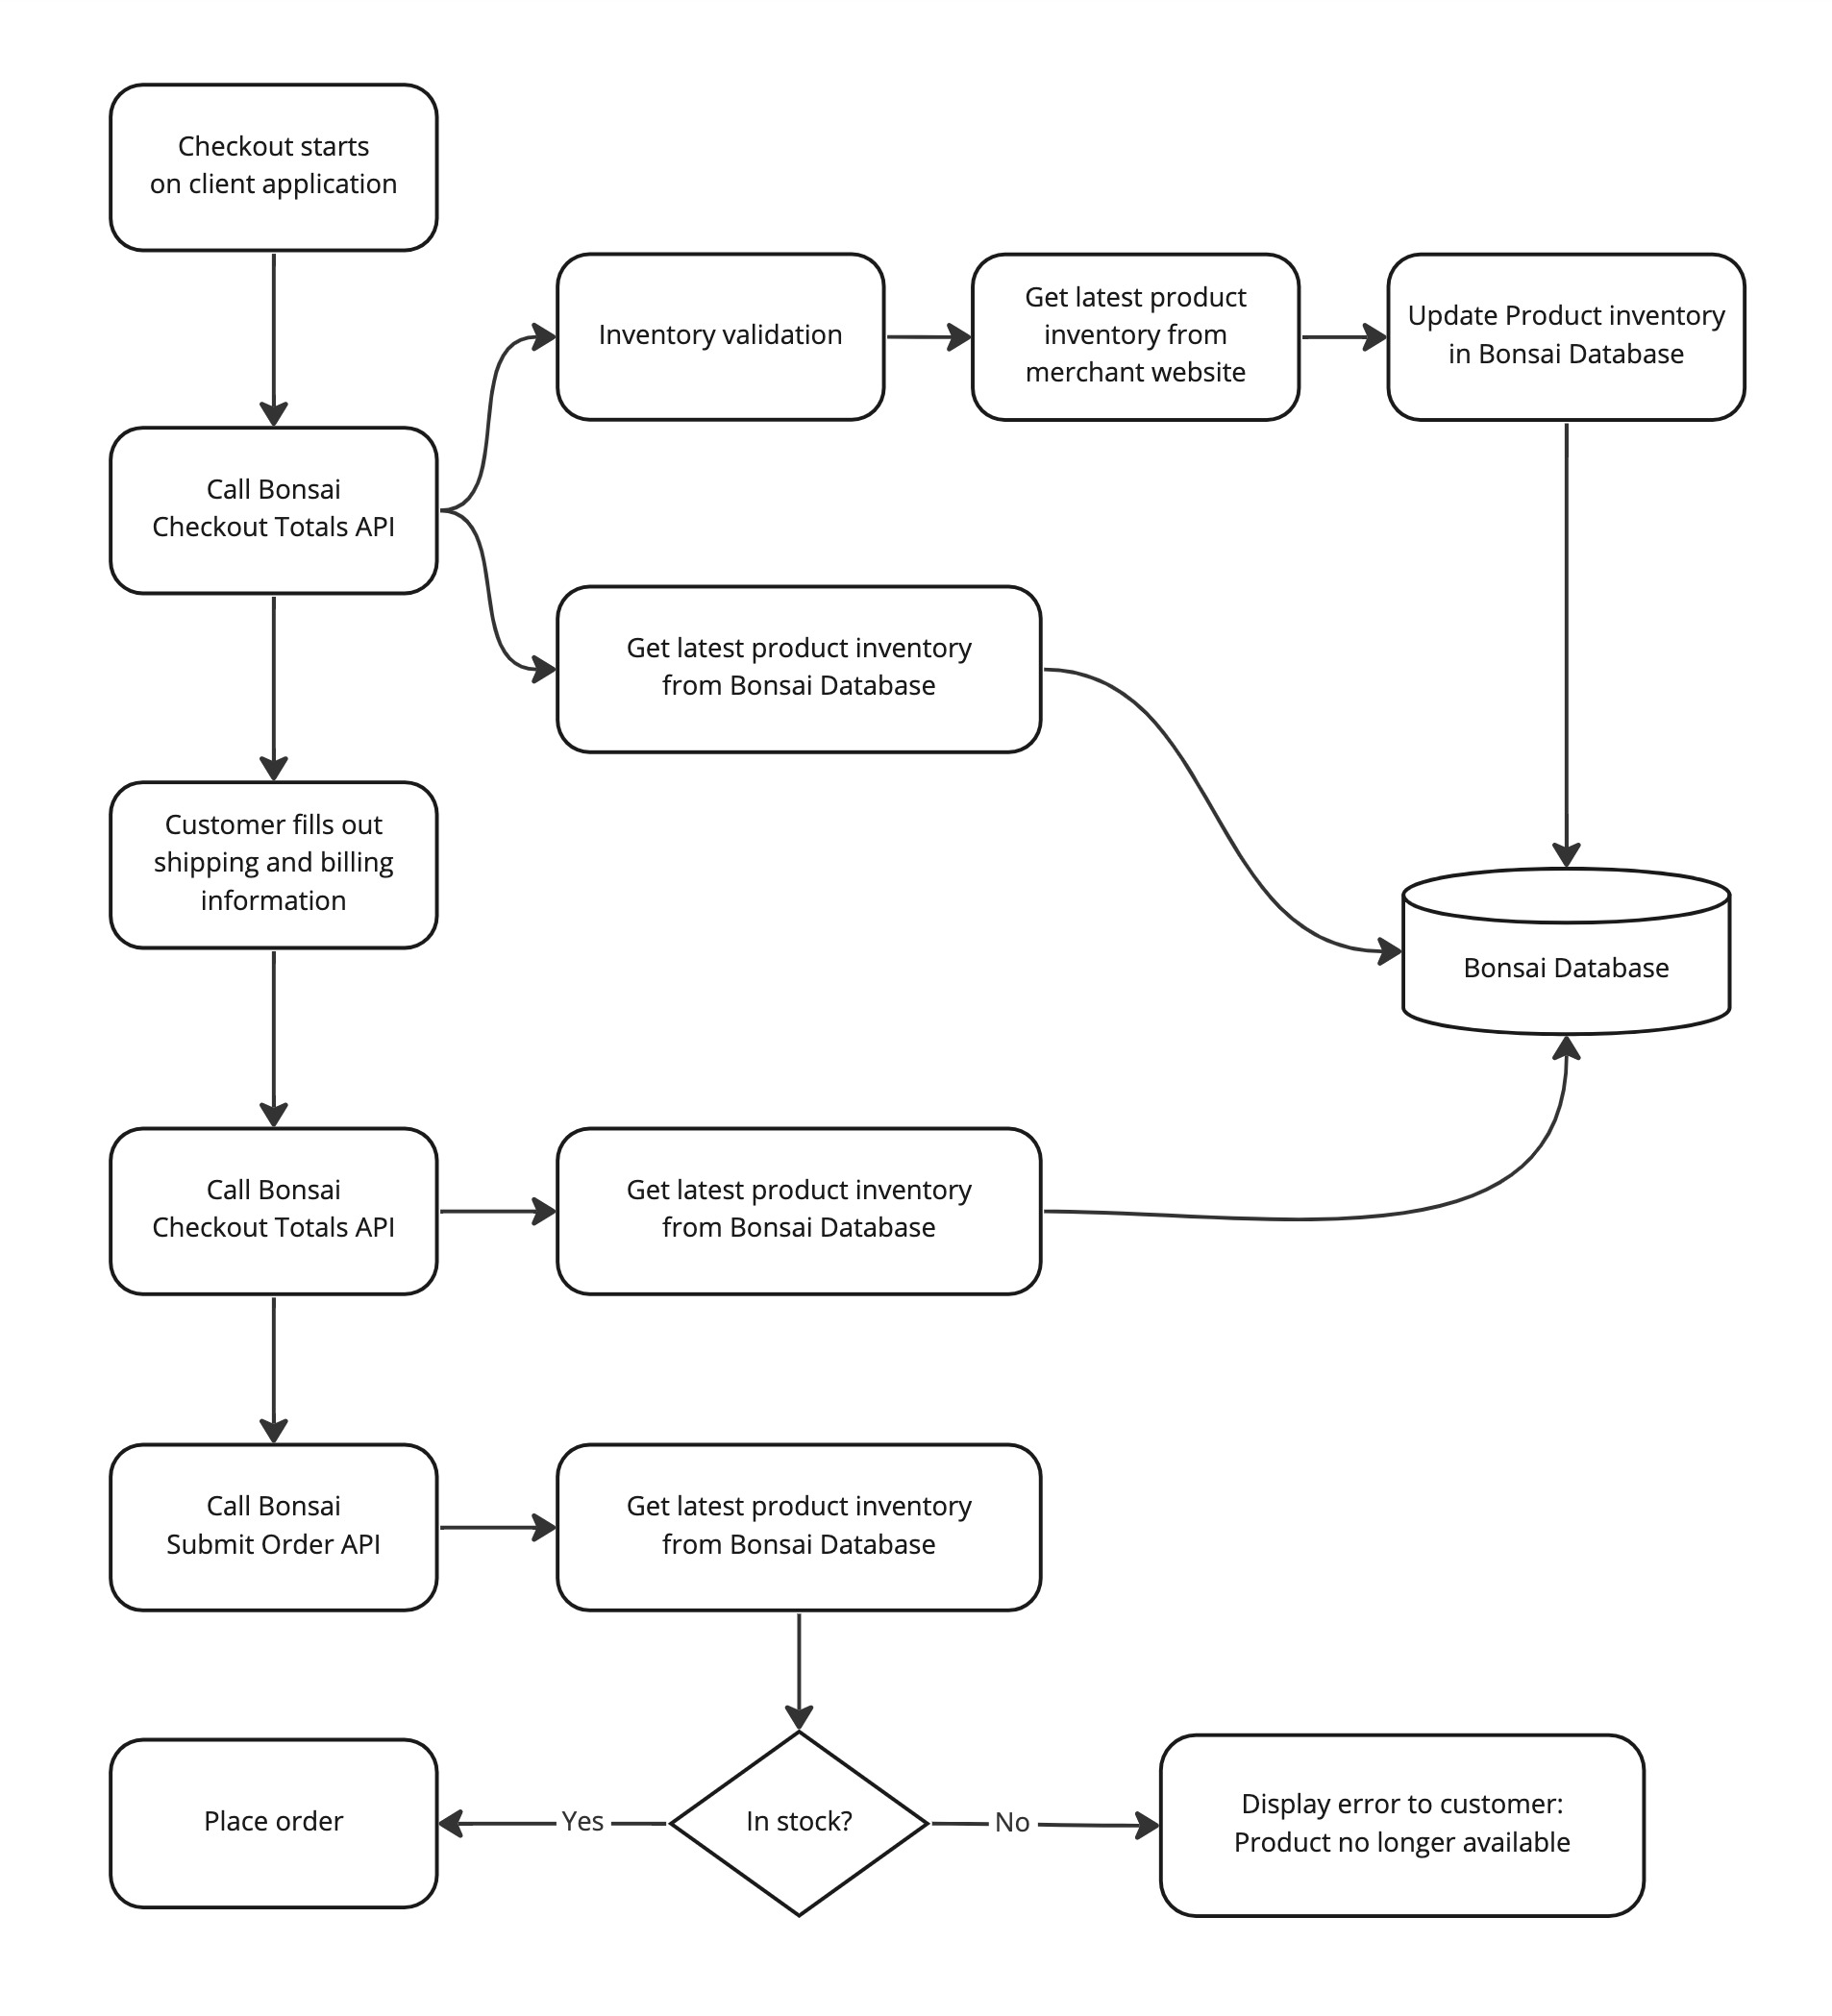 Checkout starts
on client application
Inventory validation
Get latest product
inventory from
merchant website
Update Product inventory
in Bonsai Database
Call Bonsai
Checkout Totals API
Get latest product inventory
from Bonsai Database
Customer fills out
shipping and billing
information
Bonsai Database
Call Bonsai
Checkout Totals API
Get latest product inventory
from Bonsai Database
Call Bonsai
Submit Order API
Get latest product inventory
from Bonsai Database
Place order
Yes
In stock?
No
Display error to customer:
Product no longer available